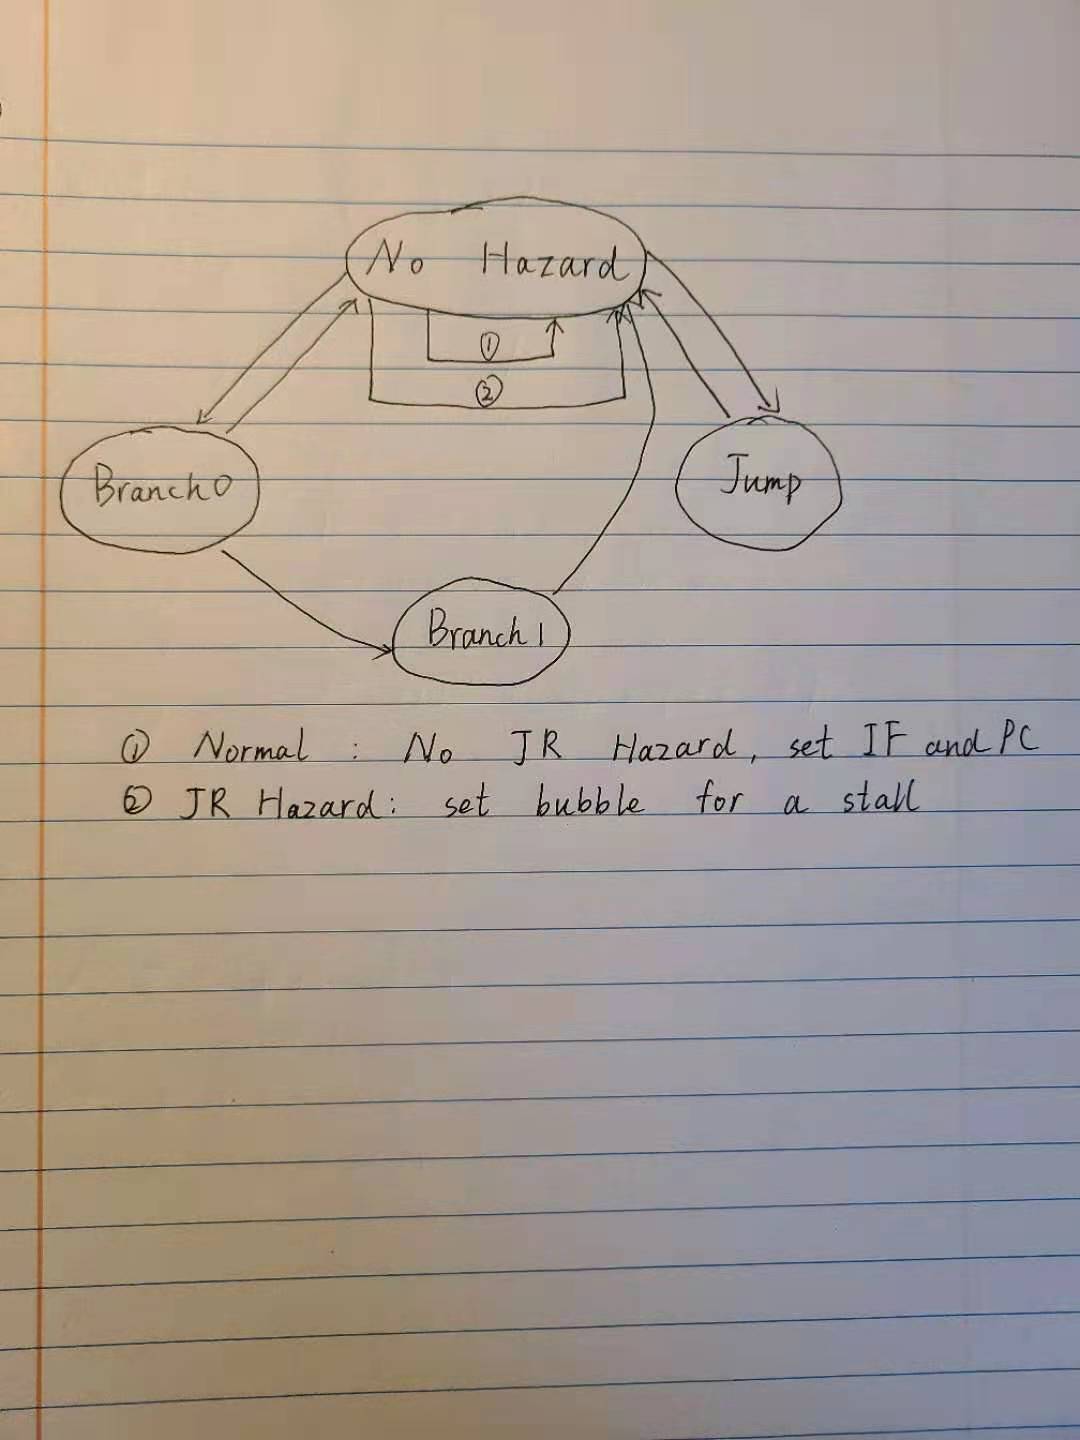 No Hazard
①
②
Branch0
Jump
Branch1
① Normal : No JR Hazard, set IF and PC
② JR Hazard: set bubble for a stall